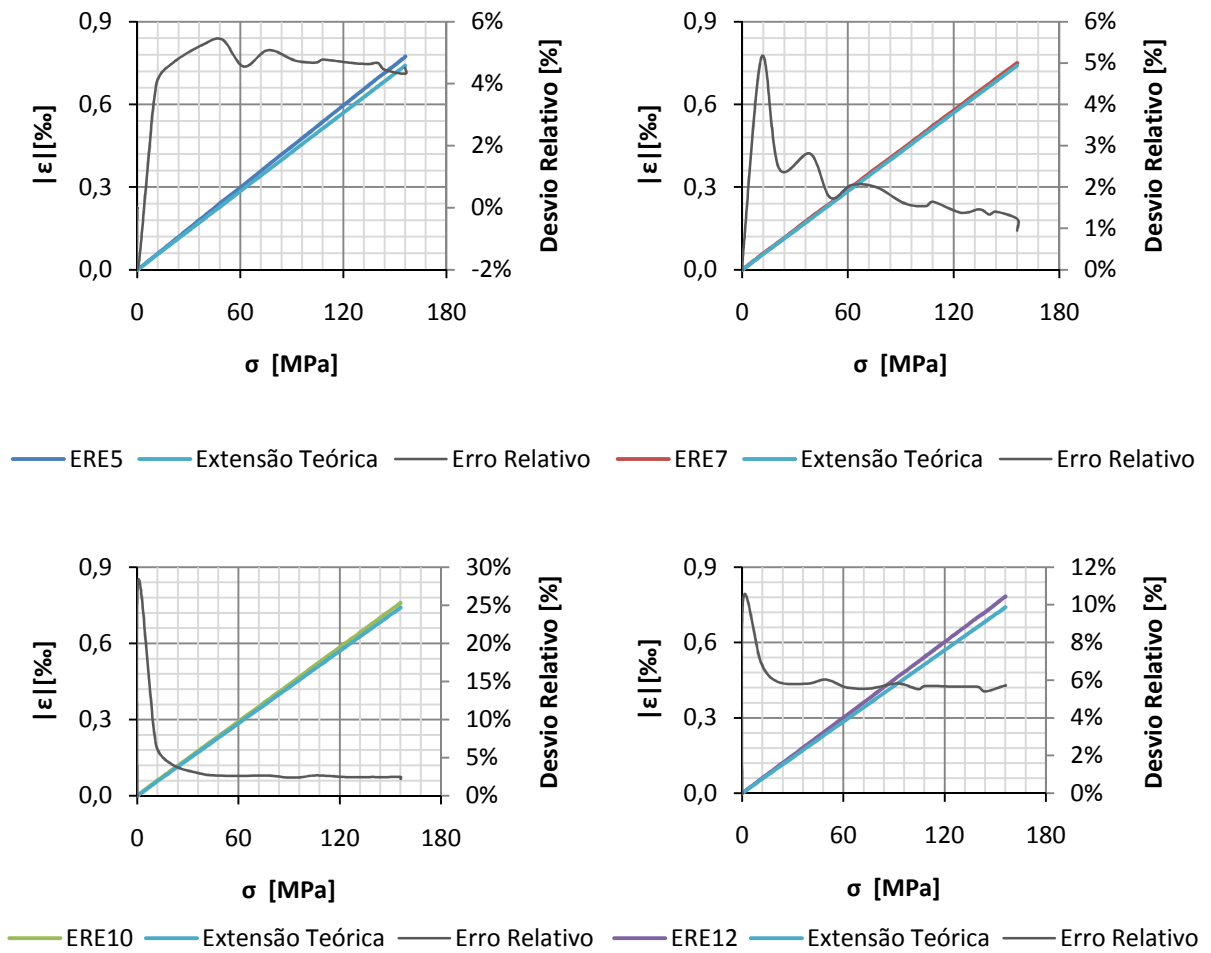 0,9
0,6
0,3
0,0
|ε|[‰]
6%
4%
2%
0%
-2%
Desvio Relativo [%]
0 60 120 180
σ [MPa]
0,9
0,6
0,3
0,0
|ε|[‰]
6%
5%
4%
3%
2%
1%
0%
Desvio Relativo [%]
0 60 120 180
σ [MPa]
ERE5 Extensão Teórica Erro Relativo
ERE7 Extensão Teórica Erro Relativo
0,9
0,6
0,3
0,0
|ε|[‰]
30%
25%
20%
15%
10%
5%
0%
Desvio Relativo [%]
0 60 120 180
σ [MPa]
0,9
0,6
0,3
0,0
|ε|[‰]
12%
10%
8%
6%
4%
2%
0%
Desvio Relativo [%]
0 60 120 180
σ [MPa]
ERE10 Extensão Teórica Erro Relativo
ERE12 Extensão Teórica Erro Relativo